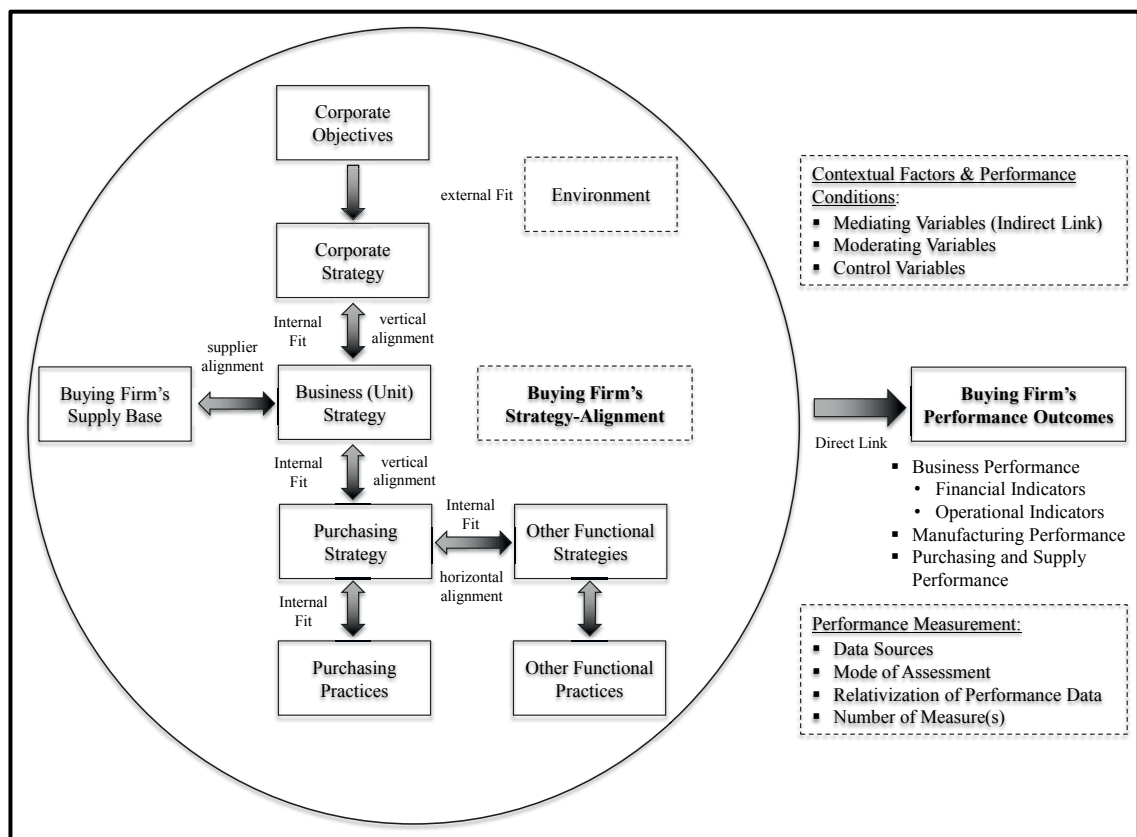 Corporate
Objectives
external Fit
Environment
Corporate
Strategy
Internal
Fit
vertical
alignment
supplier
alignment
Buying Firm's
Supply Base
Business (Unit)
Strategy
Buying Firm's
Strategy-Alignment
Internal
Fit
vertical
alignment
Purchasing
Strategy
Internal
Fit
horizontal
alignment
Other Functional
Strategies
Internal
Fit
Purchasing
Practices
Other Functional
Practices
Contextual Factors & Performance
Conditions:
▪ Mediating Variables (Indirect Link)
▪ Moderating Variables
▪ Control Variables
Direct Link
Buying Firm's
Performance Outcomes
▪ Business Performance
• Financial Indicators
• Operational Indicators
▪ Manufacturing Performance
▪ Purchasing and Supply
Performance
Performance Measurement:
▪ Data Sources
▪ Mode of Assessment
▪ Relativization of Performance Data
▪ Number of Measure(s)